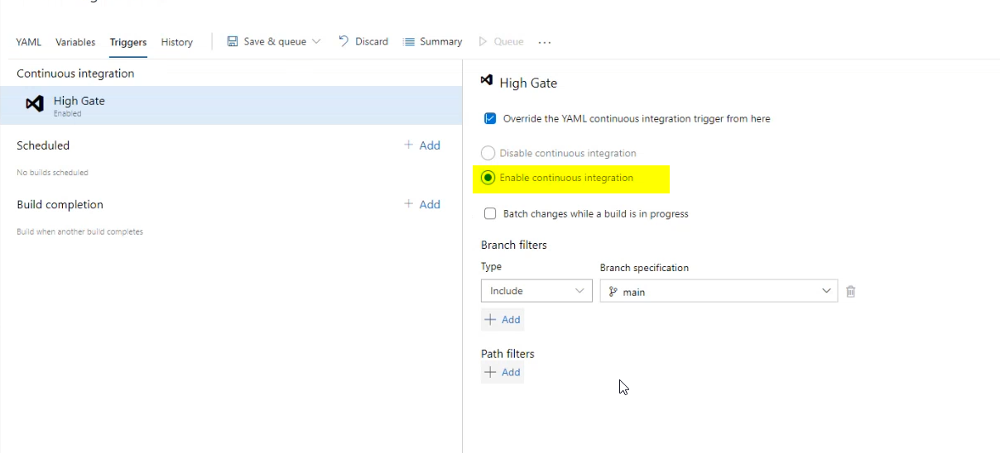 YAML Variables Triggers History Save & queue Discard Summary Queue ...
Continuous integration
High Gate
Enabled
Scheduled + Add
No builds scheduled
Build completion + Add
Build when another build completes
High Gate
Override the YAML continuous integration trigger from here
Disable continuous integration
Enable continuous integration
Batch changes while a build is in progress
Branch filters
Type Branch specification
Include main
+ Add
Path filters
+ Add